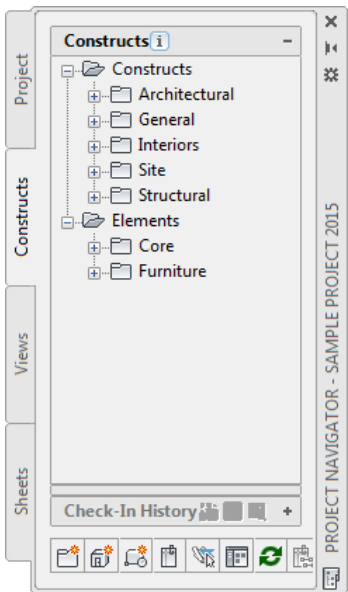 Project
Constructs
Views
Sheets
Constructs
Constructs
Architectural
General
Interiors
Site
Structural
Elements
Core
Furniture
Check-In History
PROJECT NAVIGATOR - SAMPLE PROJECT 2015